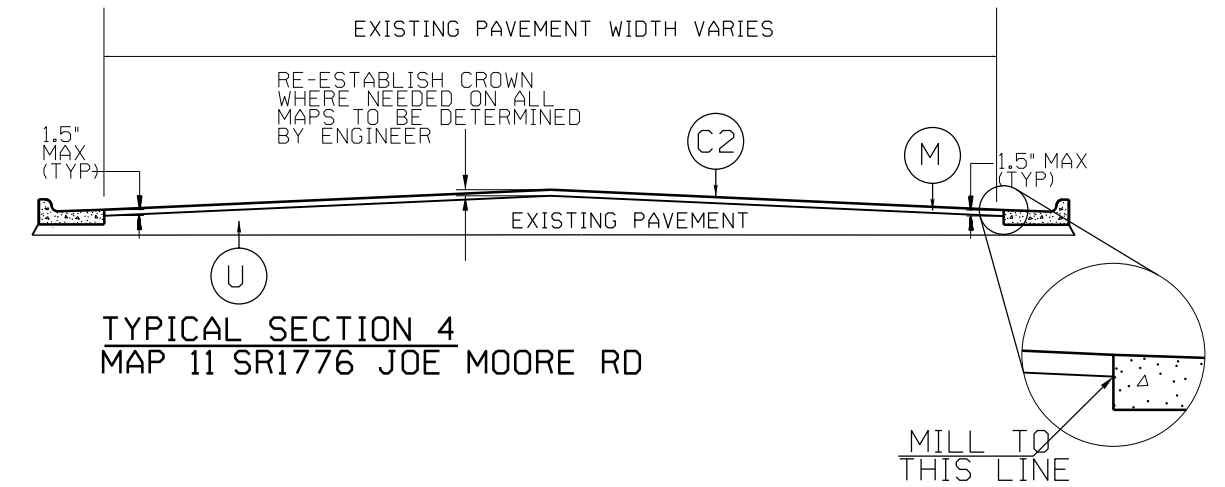 EXISTING PAVEMENT WIDTH VARIES
RE-ESTABLISH CROWN
WHERE NEEDED ON ALL
MAPS TO BE DETERMINED
BY ENGINEER
1.5"
MAX
(TYP)
C2
M
1.5" MAX
(TYP)
EXISTING PAVEMENT
U
TYPICAL SECTION 4
MAP 11 SR1776 JOE MOORE RD
MILL TO
THIS LINE